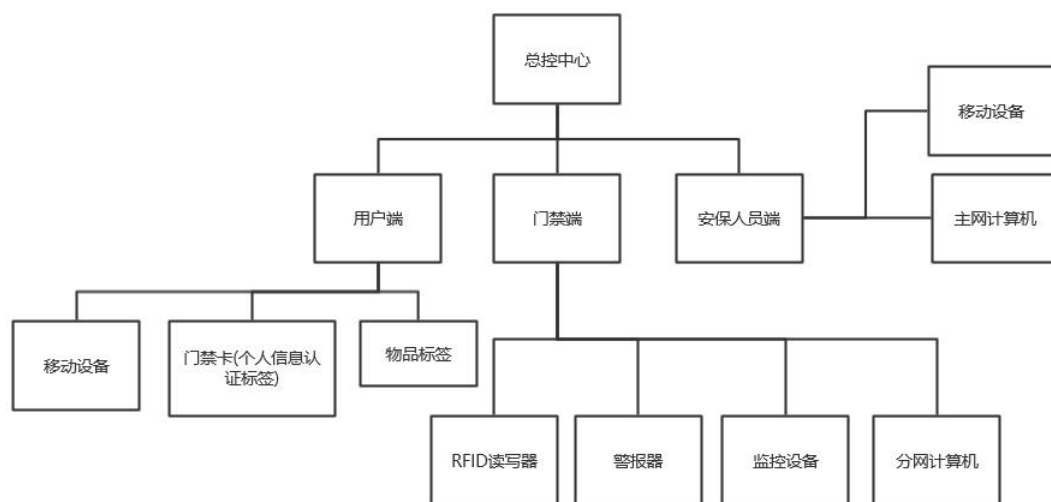 总控中心
移动设备
用户端
门禁端
安保人员端
主网计算机
移动设备
门禁卡(个人信息认
证标签)
物品标签
RFID读写器
警报器
监控设备
分网计算机